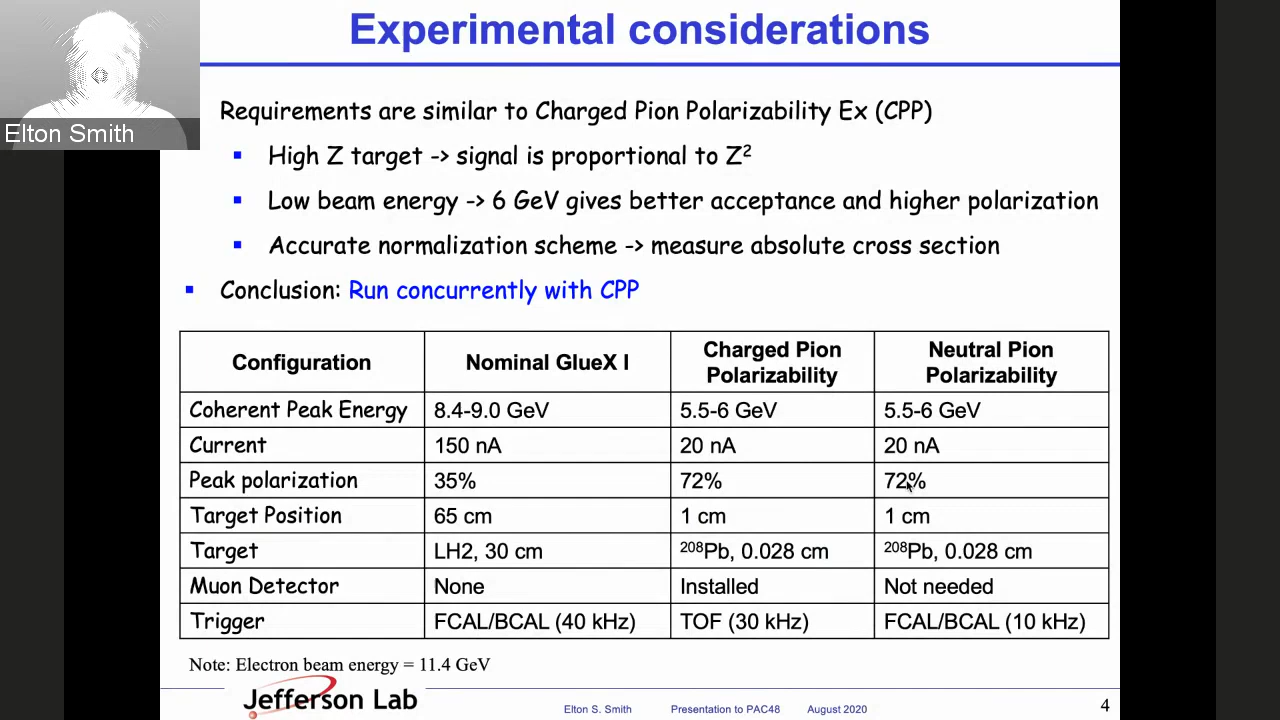 Experimental considerations
Elton Smith
Requirements are similar to Charged Pion Polarizability Ex (CPP)
▪ High Z target -> signal is proportional to Z²
▪ Low beam energy -> 6 GeV gives better acceptance and higher polarization
▪ Accurate normalization scheme -> measure absolute cross section
▪ Conclusion: Run concurrently with CPP
Configuration Nominal GlueX I Charged Pion Polarizability Neutral Pion Polarizability
Coherent Peak Energy 8.4-9.0 GeV 5.5-6 GeV 5.5-6 GeV
Current 150 nA 20 nA 20 nA
Peak polarization 35% 72% 72%
Target Position 65 cm 1 cm 1 cm
Target LH2, 30 cm ²⁰⁸Pb, 0.028 cm ²⁰⁸Pb, 0.028 cm
Muon Detector None Installed Not needed
Trigger FCAL/BCAL (40 kHz) TOF (30 kHz) FCAL/BCAL (10 kHz)
Note: Electron beam energy = 11.4 GeV
Jefferson Lab
Elton S. Smith Presentation to PAC48 August 2020
4